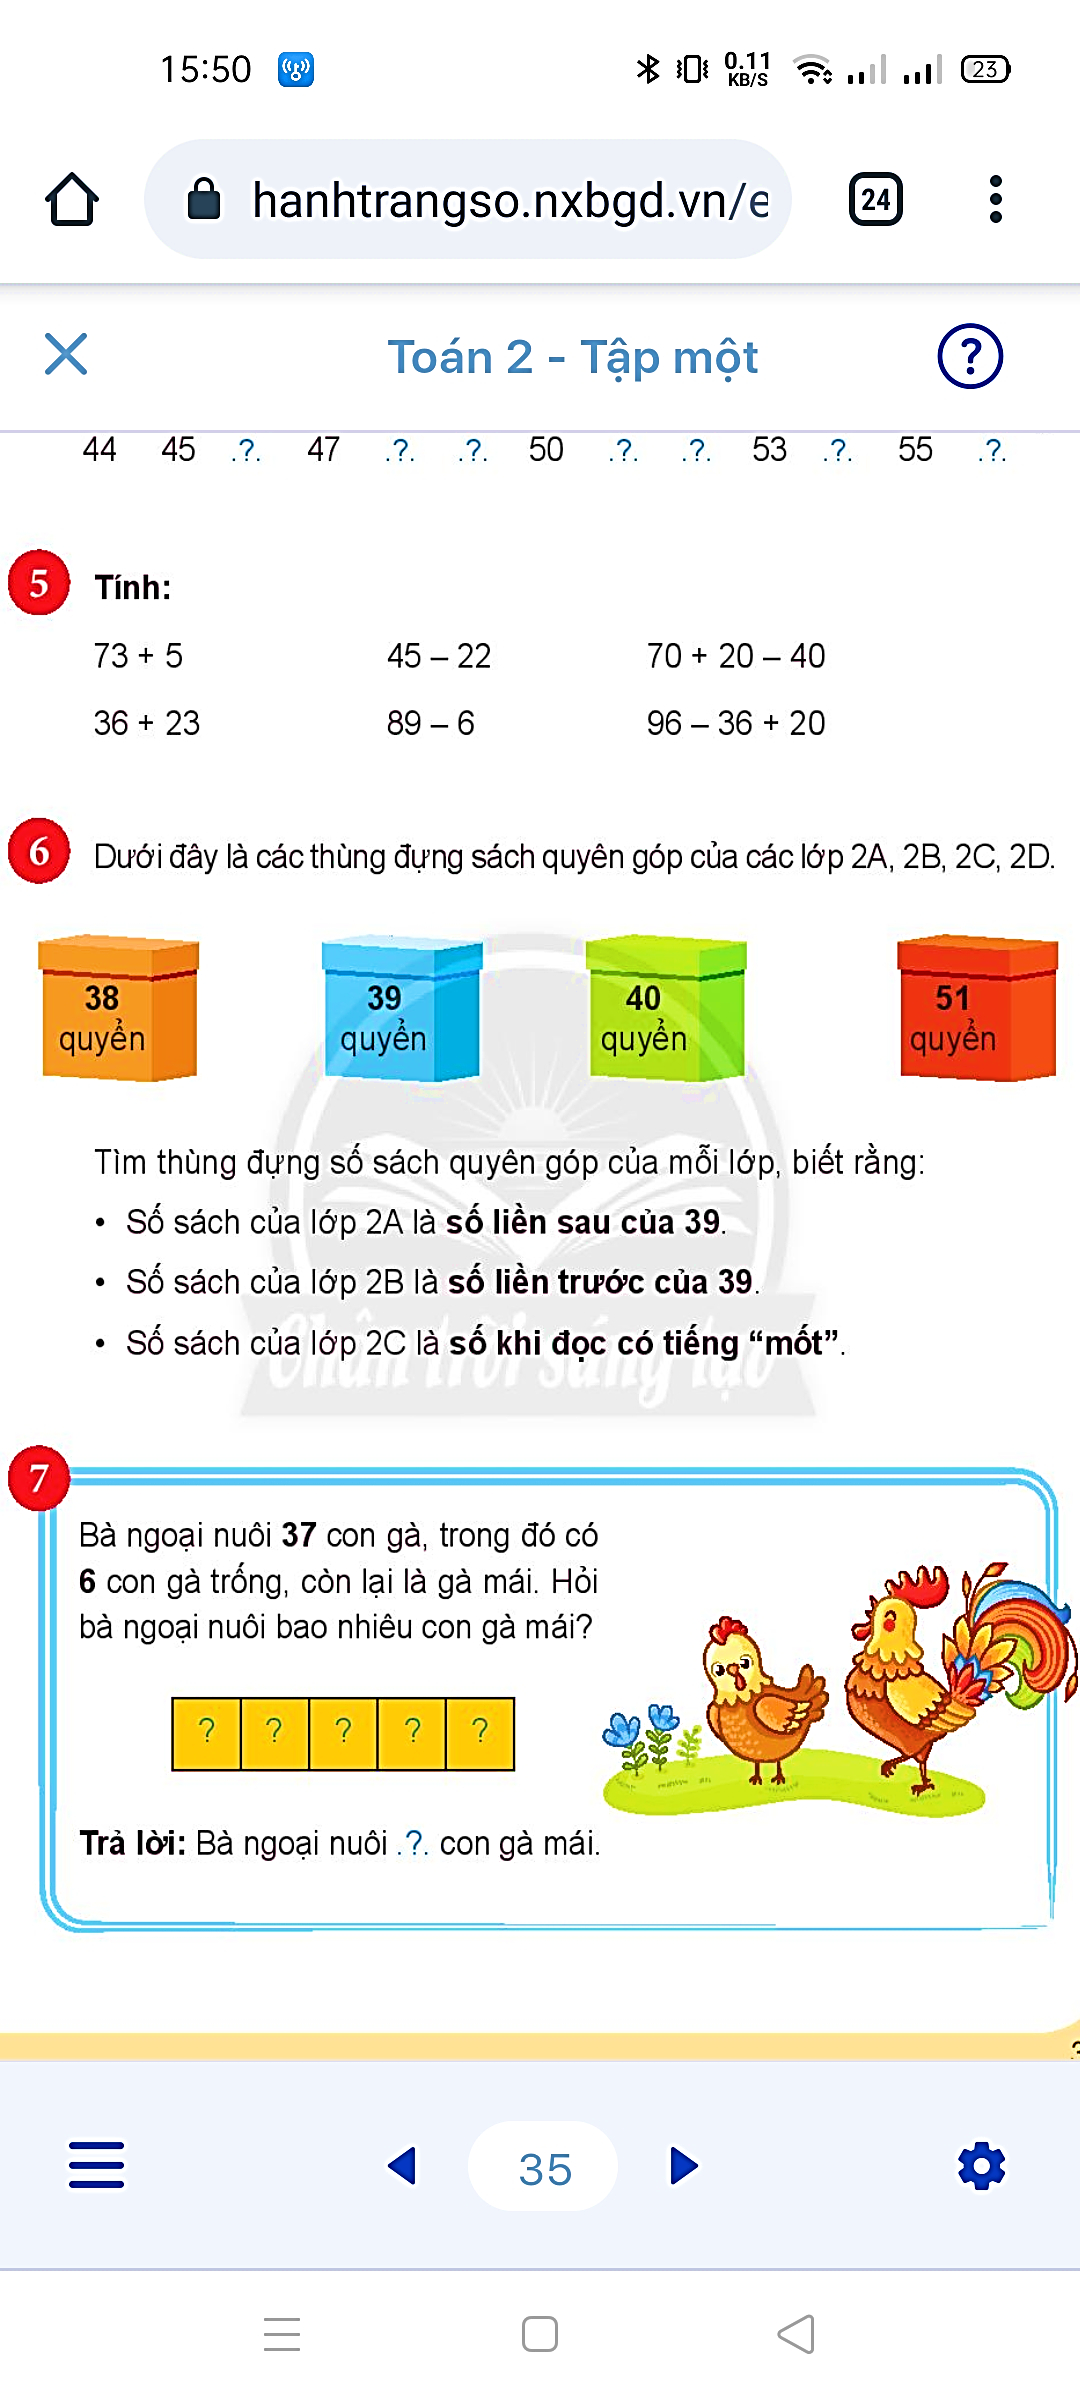 15:50 0.11 KB/S 23
hanhtrangso.nxbgd.vn/e 24
Toán 2 - Tập một ?
44 45 .?. 47 .?. .?. 50 .?. .?. 53 .?. 55 .?.
5 Tính:
73 + 5 45 – 22 70 + 20 – 40
36 + 23 89 – 6 96 – 36 + 20
6 Dưới đây là các thùng đựng sách quyên góp của các lớp 2A, 2B, 2C, 2D.
38 39 40 51
quyển quyển quyển quyển
Tìm thùng đựng số sách quyên góp của mỗi lớp, biết rằng:
• Số sách của lớp 2A là số liền sau của 39.
• Số sách của lớp 2B là số liền trước của 39.
• Số sách của lớp 2C là số khi đọc có tiếng “mốt”.
Chân trời sáng tạo
7
Bà ngoại nuôi 37 con gà, trong đó có
6 con gà trống, còn lại là gà mái. Hỏi
bà ngoại nuôi bao nhiêu con gà mái?
? ? ? ? ?
Trả lời: Bà ngoại nuôi .?. con gà mái.
35